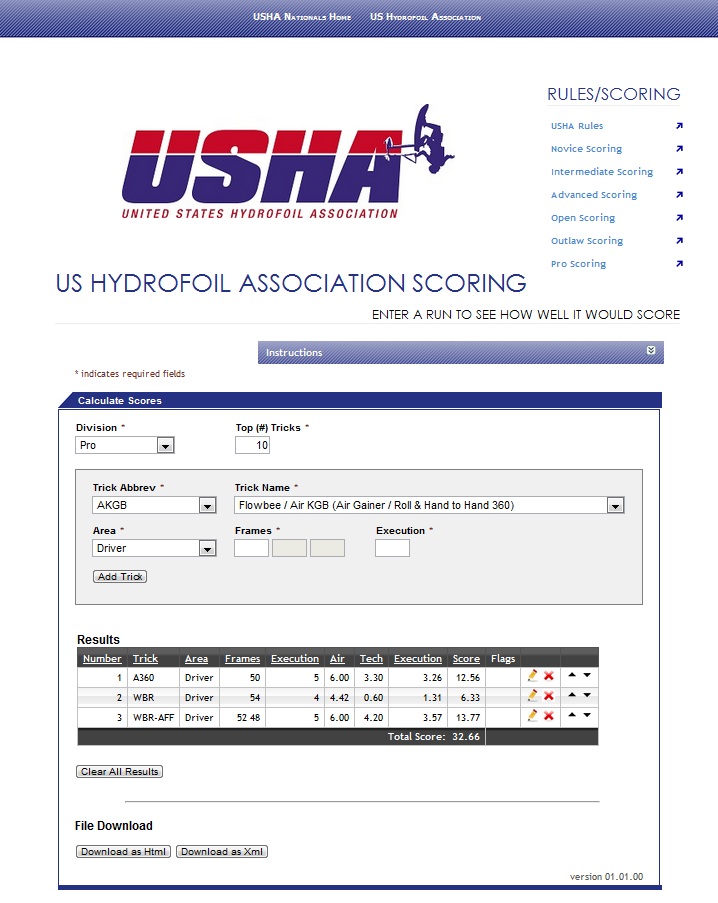 USHA Nationals Home US Hydrofoil Association
RULES/SCORING
USHA Rules
Novice Scoring
Intermediate Scoring
Advanced Scoring
Open Scoring
Outlaw Scoring
Pro Scoring
USHA
UNITED STATES HYDROFOIL ASSOCIATION
US HYDROFOIL ASSOCIATION SCORING
ENTER A RUN TO SEE HOW WELL IT WOULD SCORE
Instructions
* indicates required fields
Calculate Scores
Division * Top (#) Tricks *
Pro 10
Trick Abbrev * Trick Name *
AKGB Flowbee / Air KGB (Air Gainer / Roll & Hand to Hand 360)
Area * Frames * Execution *
Driver
Add Trick
Results
Number Trick Area Frames Execution Air Tech Execution Score Flags
1 A360 Driver 50 5 6.00 3.30 3.26 12.56
2 WBR Driver 54 4 4.42 0.60 1.31 6.33
3 WBR-AFF Driver 52 48 5 6.00 4.20 3.57 13.77
Total Score: 32.66
Clear All Results
File Download
Download as Html Download as Xml
version 01.01.00